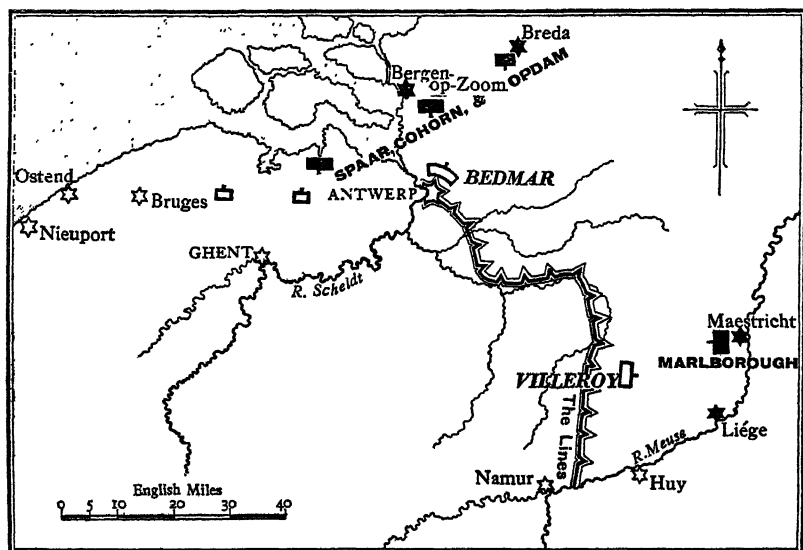 Breda
Bergen-
op-Zoom
SPAAR, COHORN, & OPDAM
Ostend
Bruges
ANTWERP
BEDMAR
Nieuport
GHENT
R. Scheldt
Maestricht
MARLBOROUGH
VILLEROY
The Lines
Liége
R. Meuse
Namur
Huy
English Miles
0 5 10 20 30 40